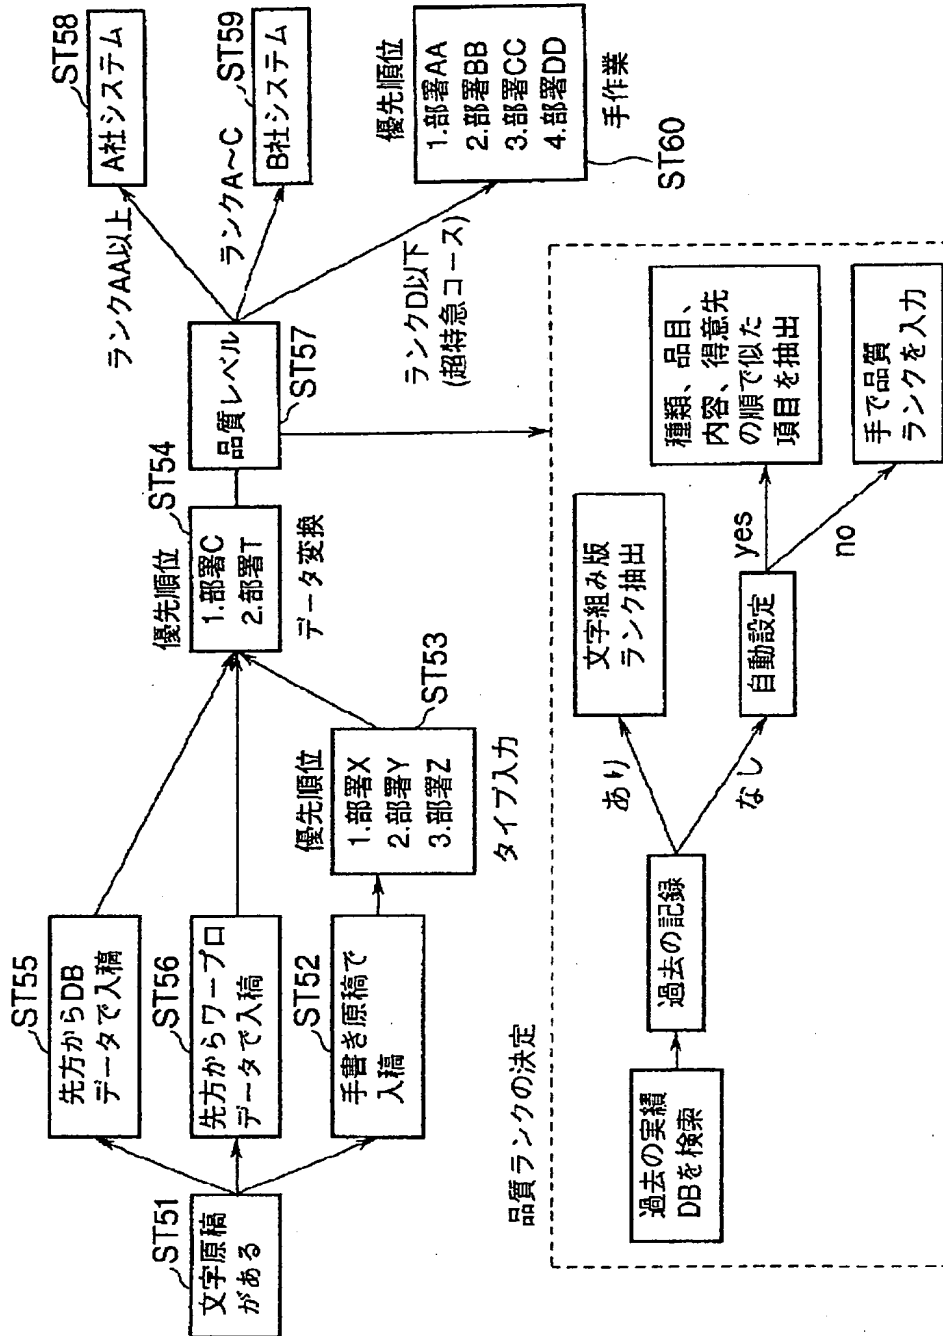 ST51
文字原稿
がある
ST55
先方からDB
データで入稿
ST56
先方からワープロ
データで入稿
ST52
手書き原稿で
入稿
優先順位
1.部署X
2.部署Y
3.部署Z
ST53
タイプ入力
優先順位
ST54
1.部署C
2.部署T
データ変換
品質レベル
ST57
ランクAA以上
ST58
A社システム
ランクA~C
ST59
B社システム
ランクD以下
(超特急コース)
優先順位
1.部署AA
2.部署BB
3.部署CC
4.部署DD
手作業
ST60
品質ランクの決定
過去の実績
DBを検索
過去の記録
あり
文字組み版
ランク抽出
なし
自動設定
yes
種類、品目、
内容、得意先
の順で似た
項目を抽出
no
手で品質
ランクを入力